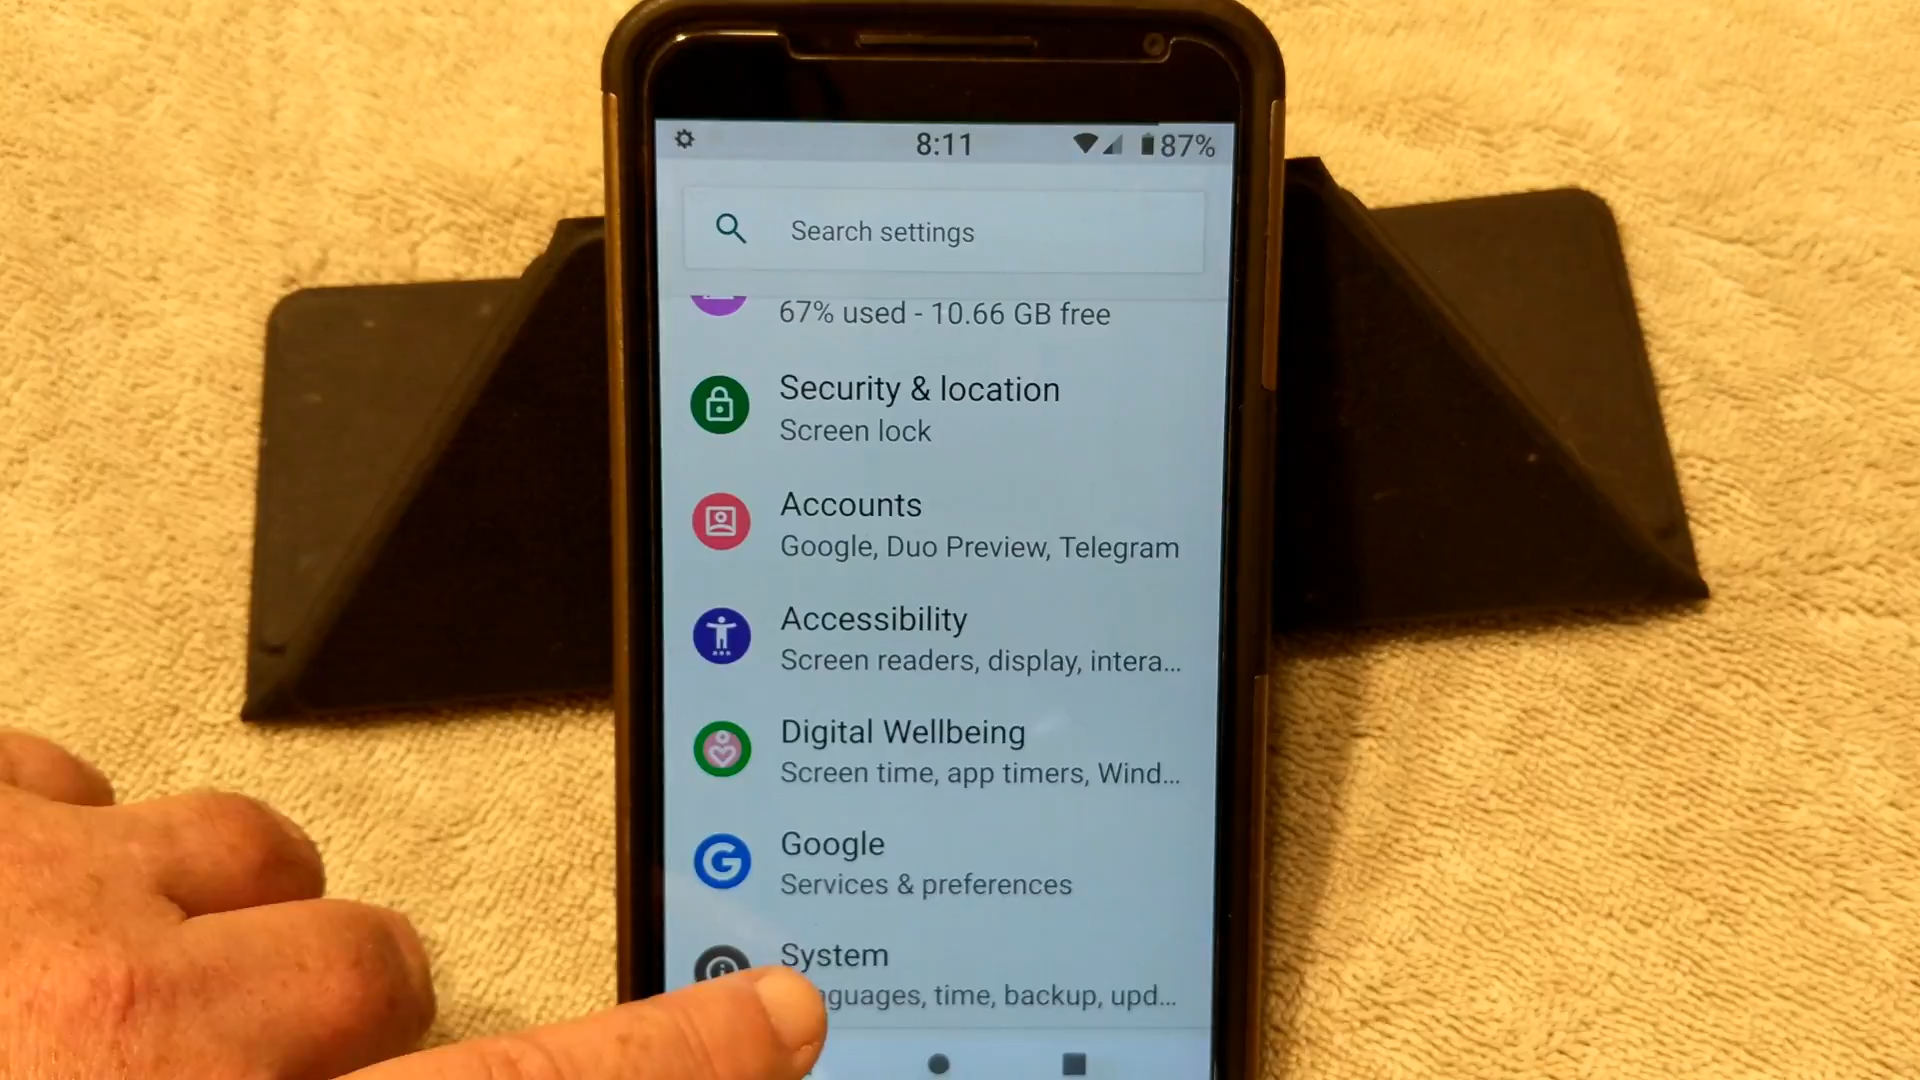 8:11 87%
Search settings
67% used - 10.66 GB free
Security & location
Screen lock
Accounts
Google, Duo Preview, Telegram
Accessibility
Screen readers, display, intera...
Digital Wellbeing
Screen time, app timers, Wind...
Google
Services & preferences
System
time, backup, upd...